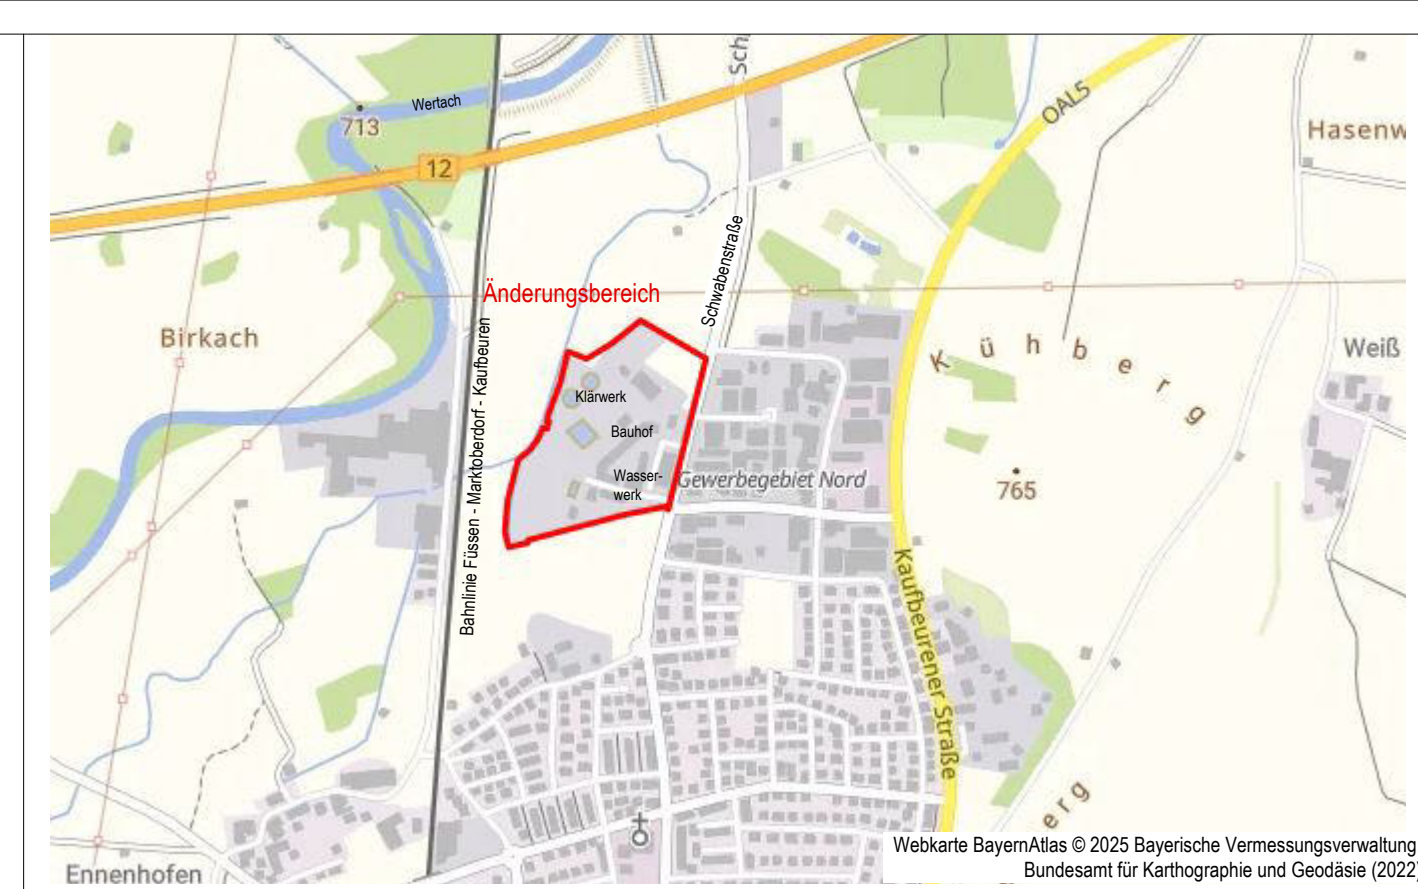 Sch
Wertach
713
OAL5
Hasenw
12
Schwabenstraße
Änderungsbereich
Birkach
Bahnlinie Füssen - Marktoberdorf - Kaufbeuren
Kühberg
Weiß
Klärwerk
Bauhof
Wasser-
werk
Gewerbegebiet Nord
765
Kaufbeurener Straße
erg
Ennenhofen
Webkarte BayernAtlas © 2025 Bayerische Vermessungsverwaltung
Bundesamt für Karthographie und Geodäsie (2022)